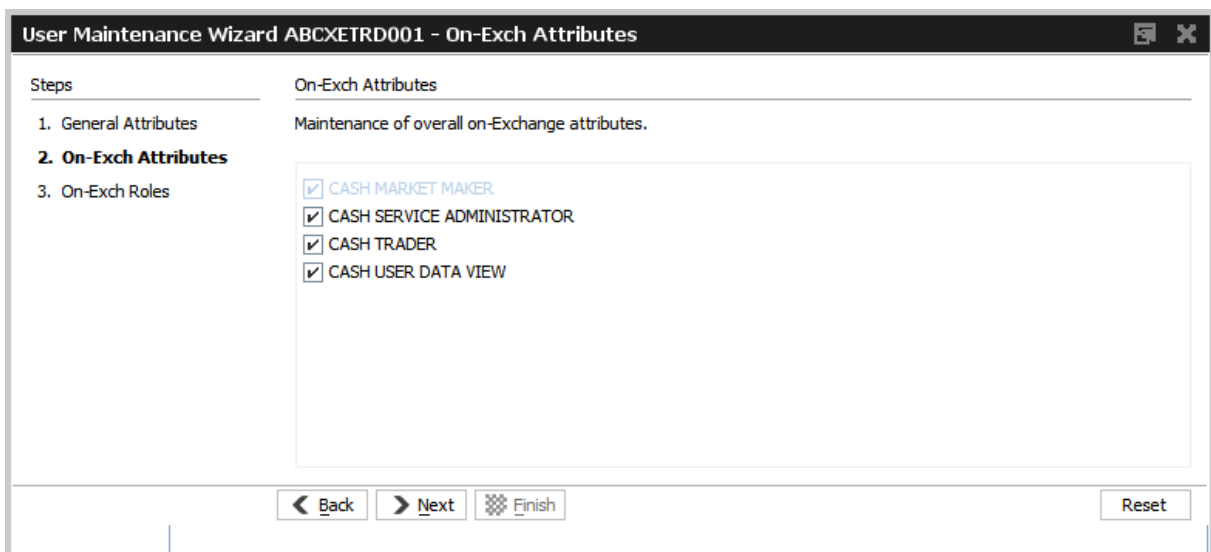 User Maintenance Wizard ABCXETRD001 - On-Exch Attributes
Steps
1. General Attributes
2. On-Exch Attributes
3. On-Exch Roles
On-Exch Attributes
Maintenance of overall on-Exchange attributes.
CASH MARKET MAKER
CASH SERVICE ADMINISTRATOR
CASH TRADER
CASH USER DATA VIEW
Back
Next
Finish
Reset